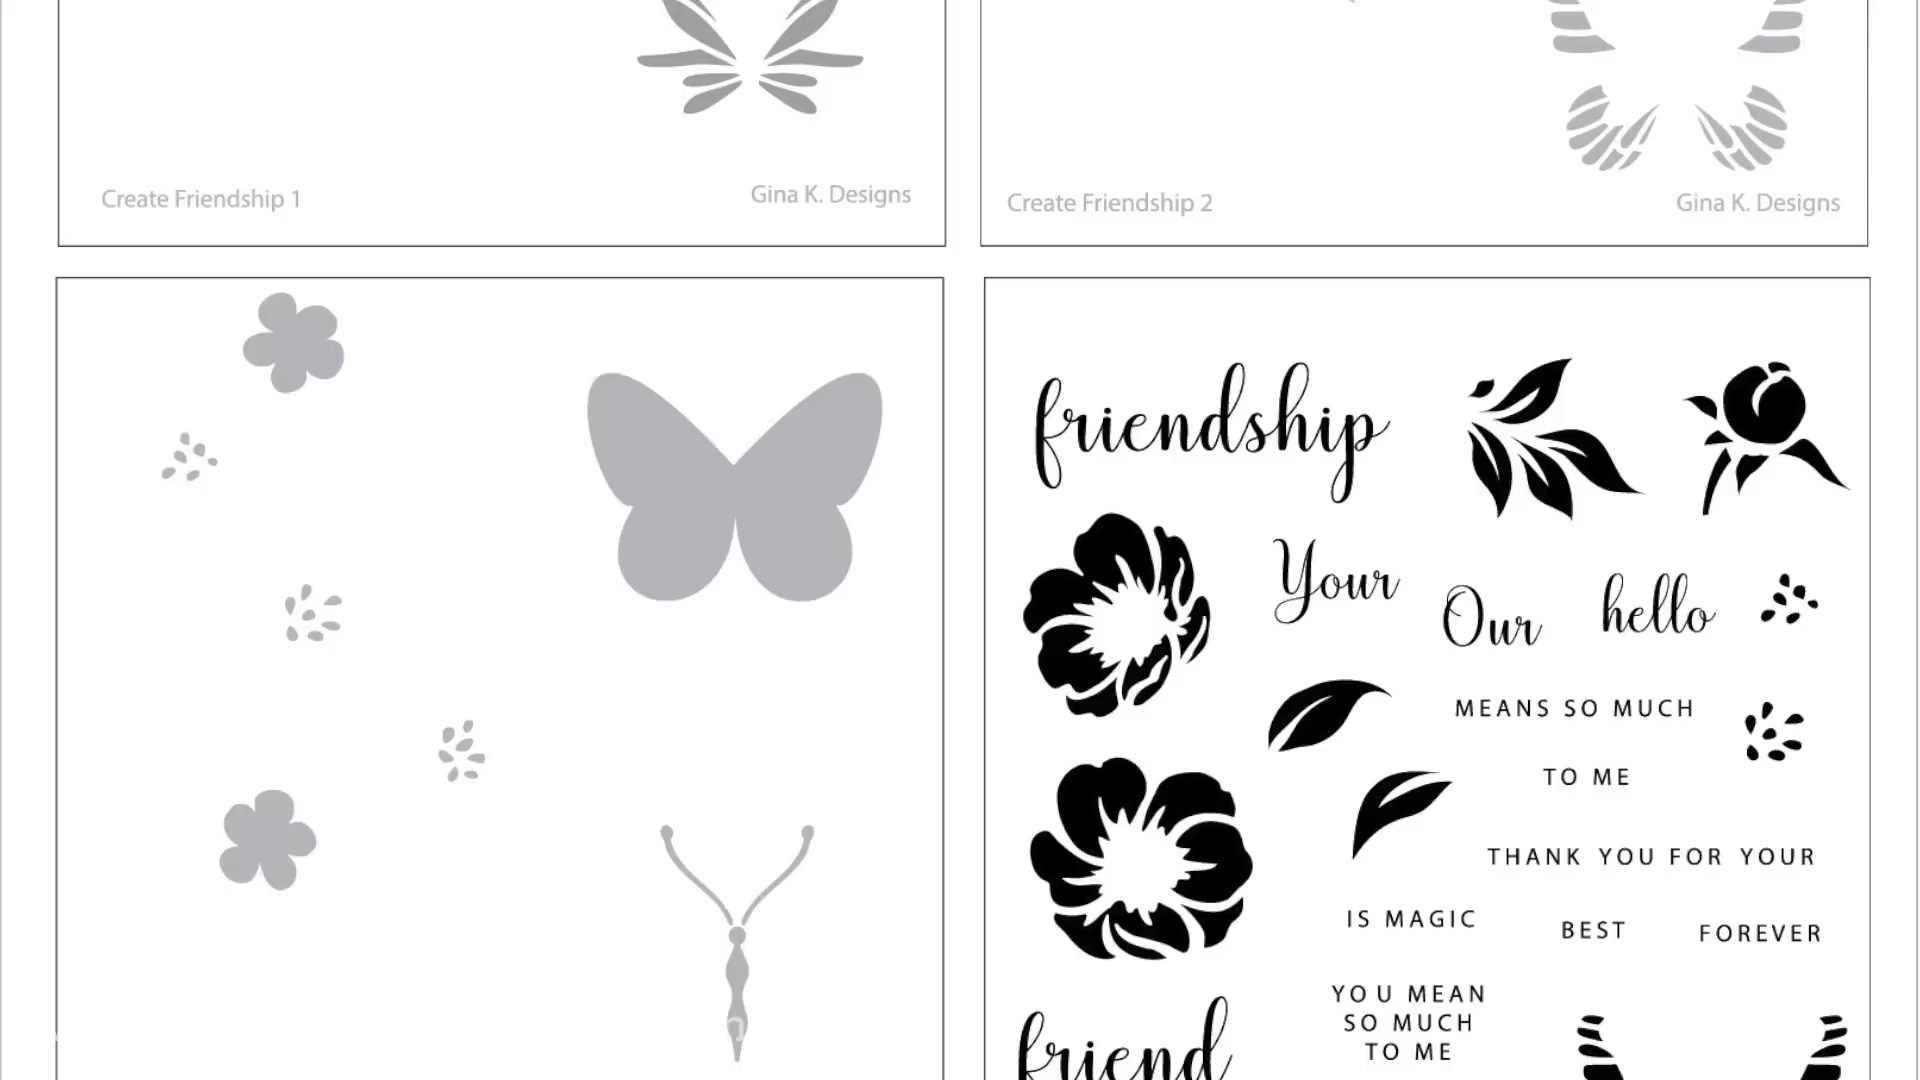 Create Friendship 1
Gina K. Designs
Create Friendship 2
Gina K. Designs
friendship
Your
Our
hello
MEANS SO MUCH
TO ME
THANK YOU FOR YOUR
IS MAGIC
BEST
FOREVER
YOU MEAN
SO MUCH
TO ME
friend